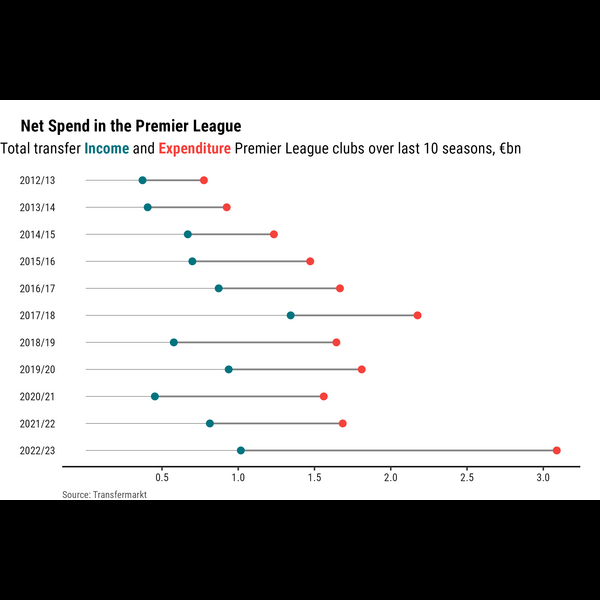 Net Spend in the Premier League
Total transfer Income and Expenditure Premier League clubs over last 10 seasons, €bn
2012/13
2013/14
2014/15
2015/16
2016/17
2017/18
2018/19
2019/20
2020/21
2021/22
2022/23
0.5 1.0 1.5 2.0 2.5 3.0
Source: Transfermarkt